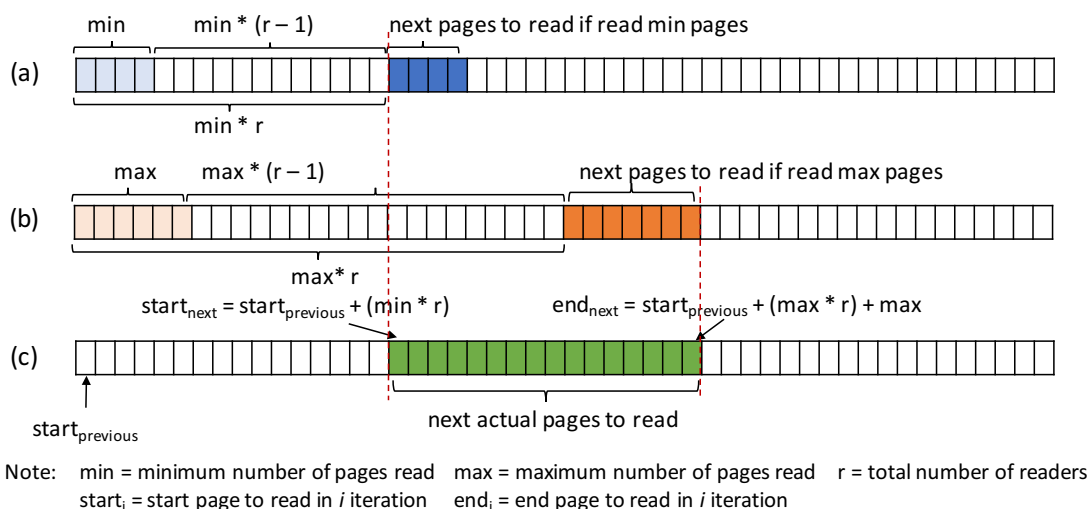 min min * (r – 1) next pages to read if read min pages
(a)
min * r
max max * (r – 1) next pages to read if read max pages
(b)
max* r
start_next = start_previous + (min * r) end_next = start_previous + (max * r) + max
(c)
next actual pages to read
start_previous
Note: min = minimum number of pages read max = maximum number of pages read r = total number of readers
start_i = start page to read in i iteration end_i = end page to read in i iteration